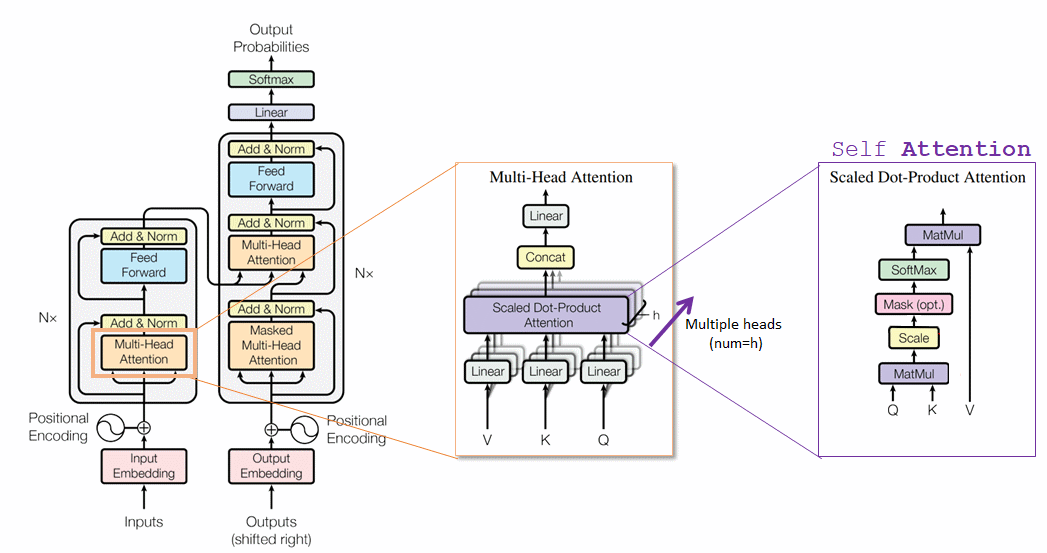 Output
Probabilities
Softmax
Linear
Add & Norm
Feed
Forward
Add & Norm
Multi-Head
Attention
Add & Norm
Masked
Multi-Head
Attention
N×
Positional
Encoding
Output
Embedding
Outputs
(shifted right)
Add & Norm
Feed
Forward
Add & Norm
Multi-Head
Attention
N×
Positional
Encoding
Input
Embedding
Inputs
Multi-Head Attention
Linear
Concat
Scaled Dot-Product
Attention
h
Linear
Linear
Linear
V
K
Q
Multiple heads
(num=h)
Self Attention
Scaled Dot-Product Attention
MatMul
SoftMax
Mask (opt.)
Scale
MatMul
Q
K
V